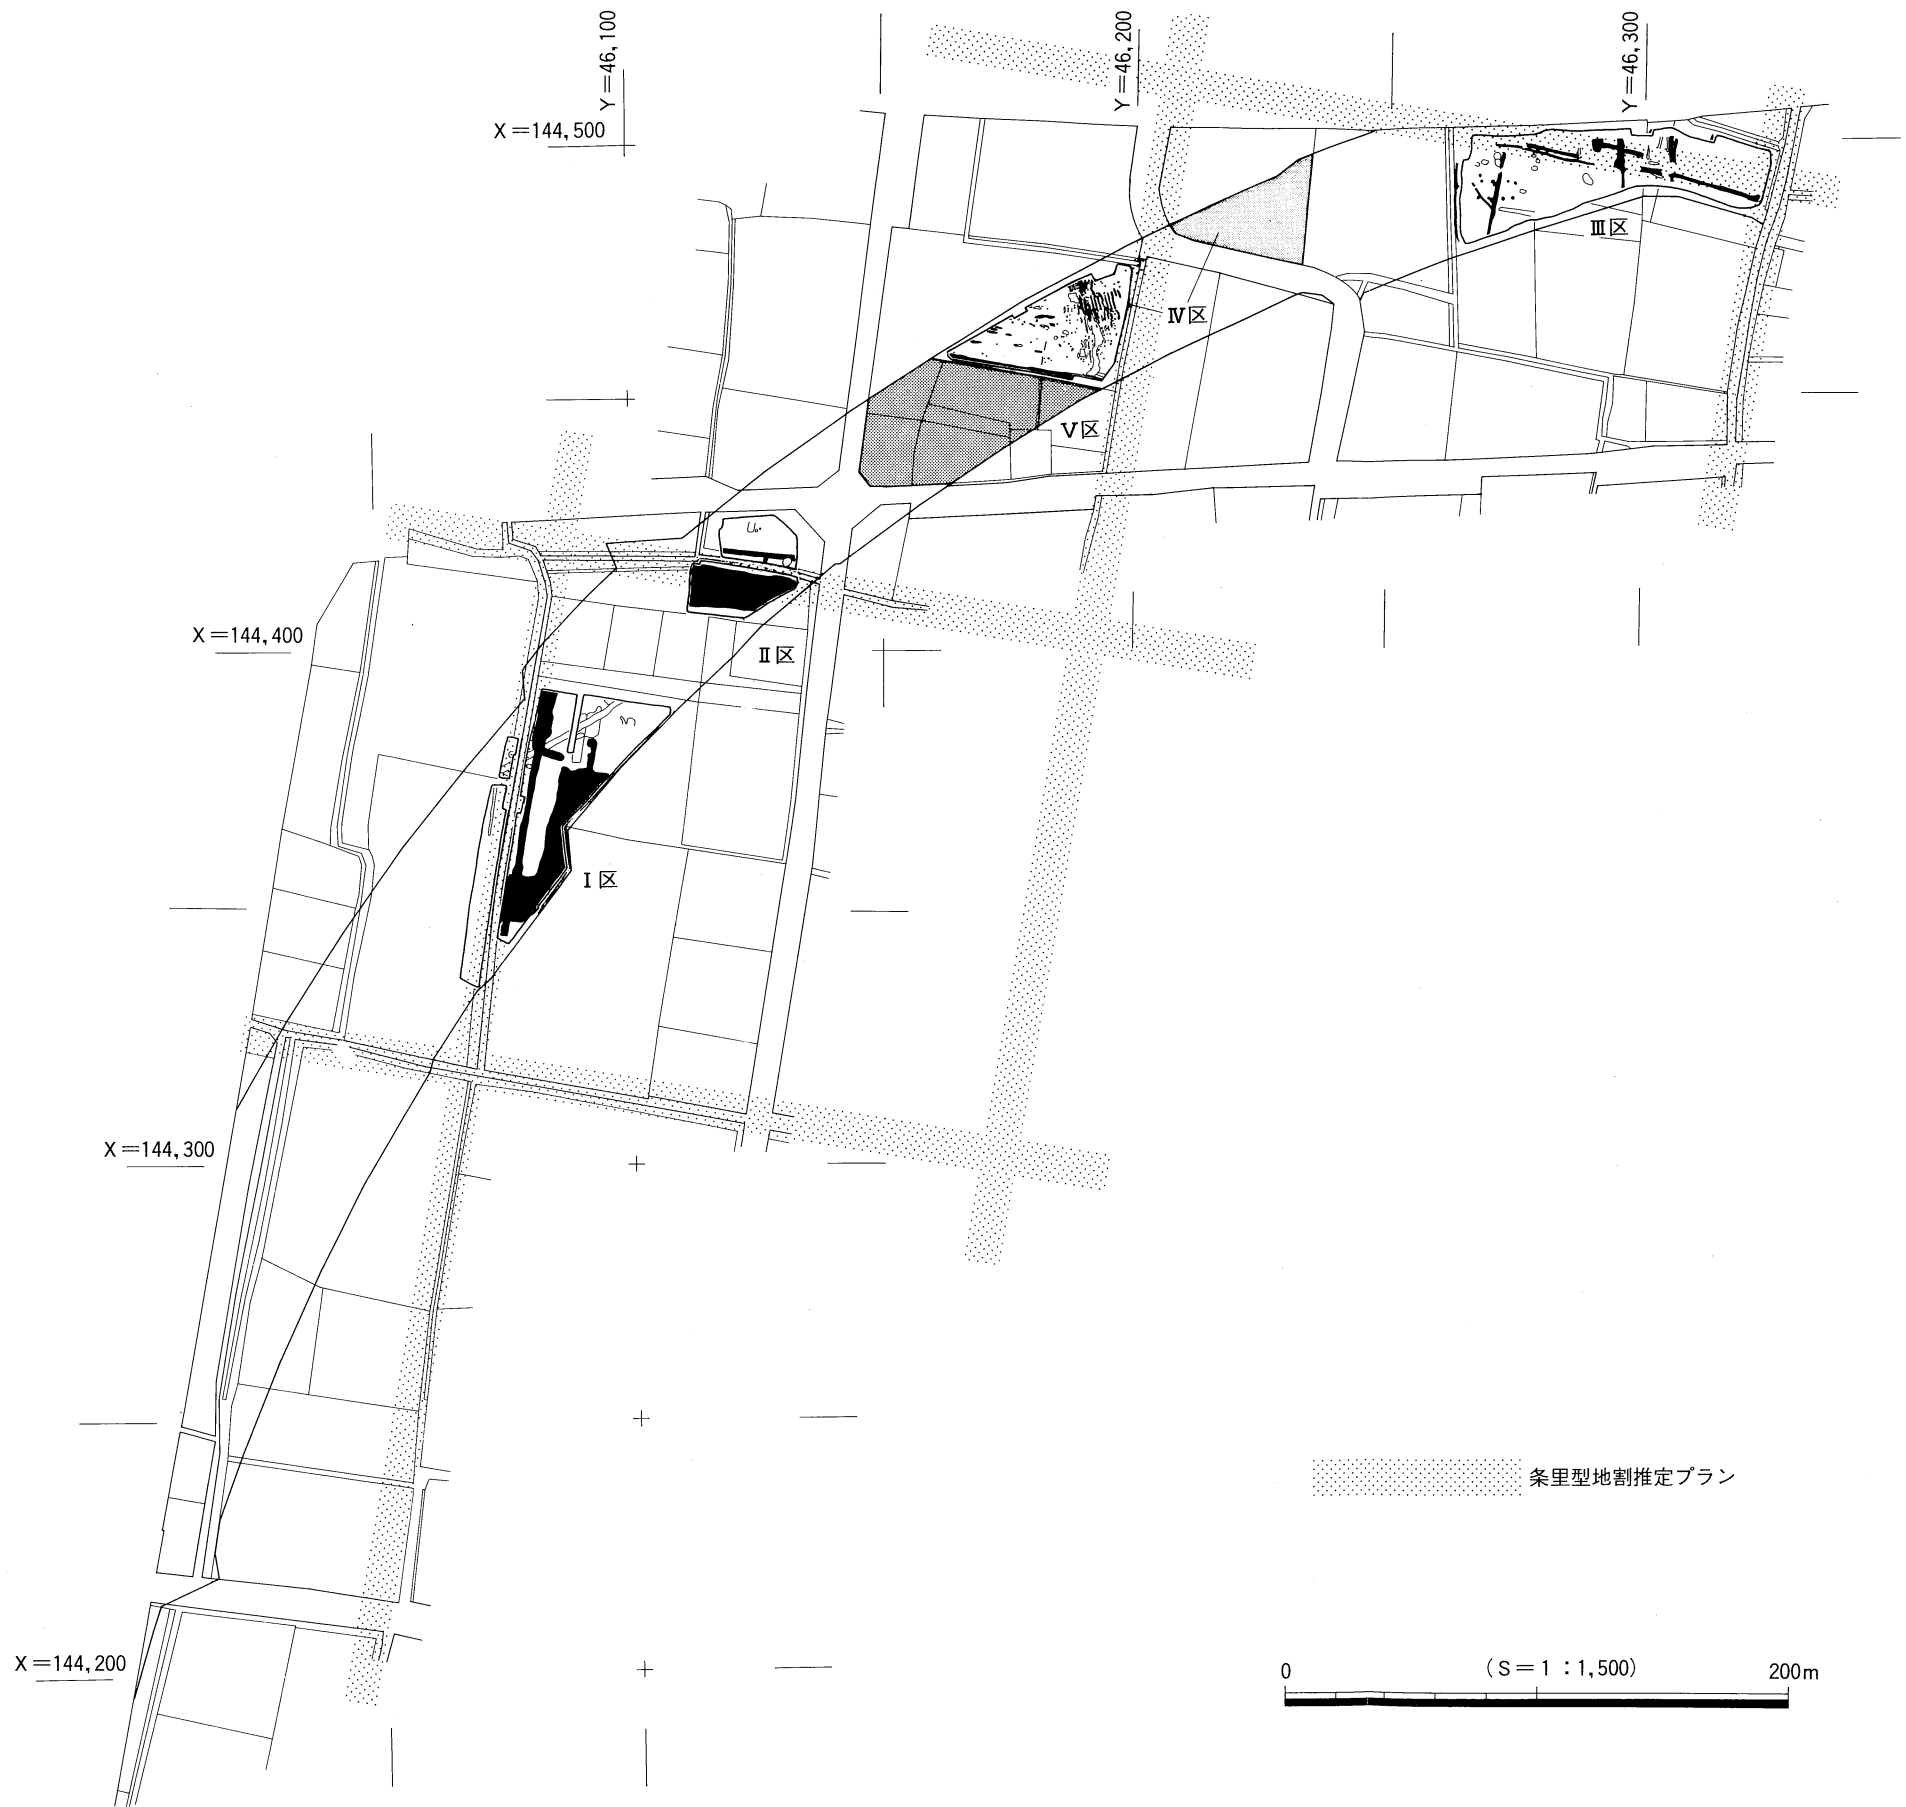 Y=46,100
Y=46,200
Y=46,300
X=144,500
Ⅲ区
Ⅳ区
Ⅴ区
X=144,400
Ⅱ区
Ⅰ区
X=144,300
条里型地割推定プラン
X=144,200
0 (S=1:1,500) 200m